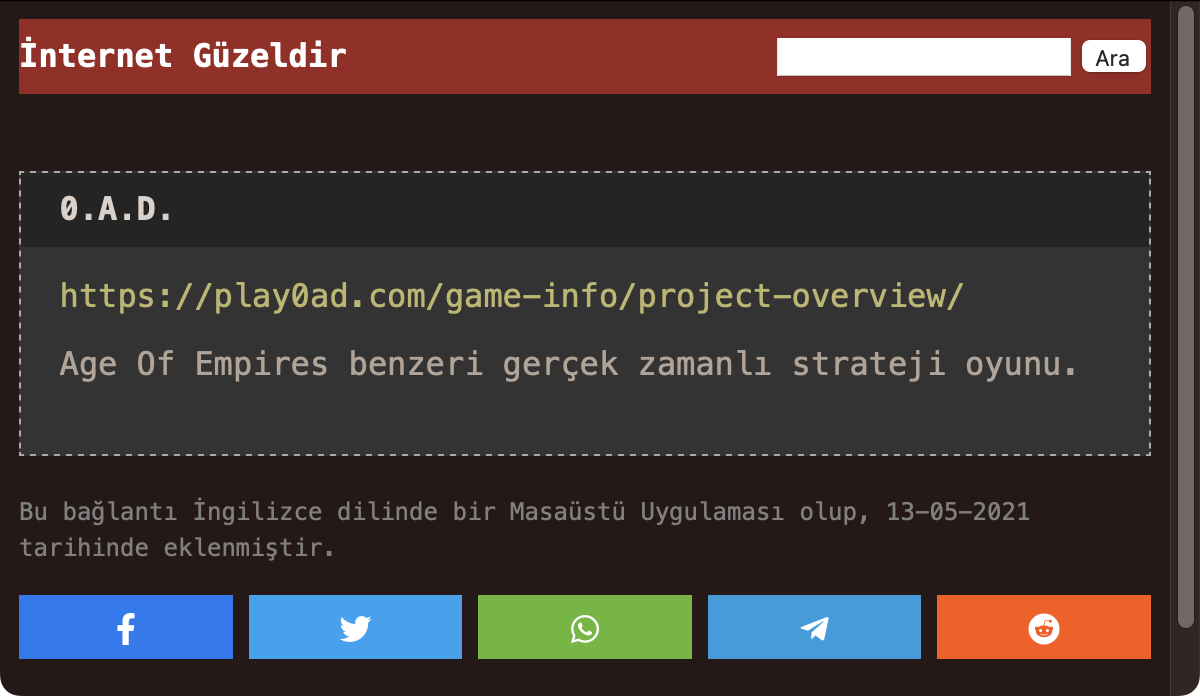 İnternet Güzeldir
Ara
0.A.D.
https://play0ad.com/game-info/project-overview/
Age Of Empires benzeri gerçek zamanlı strateji oyunu.
Bu bağlantı İngilizce dilinde bir Masaüstü Uygulaması olup, 13-05-2021
tarihinde eklenmiştir.